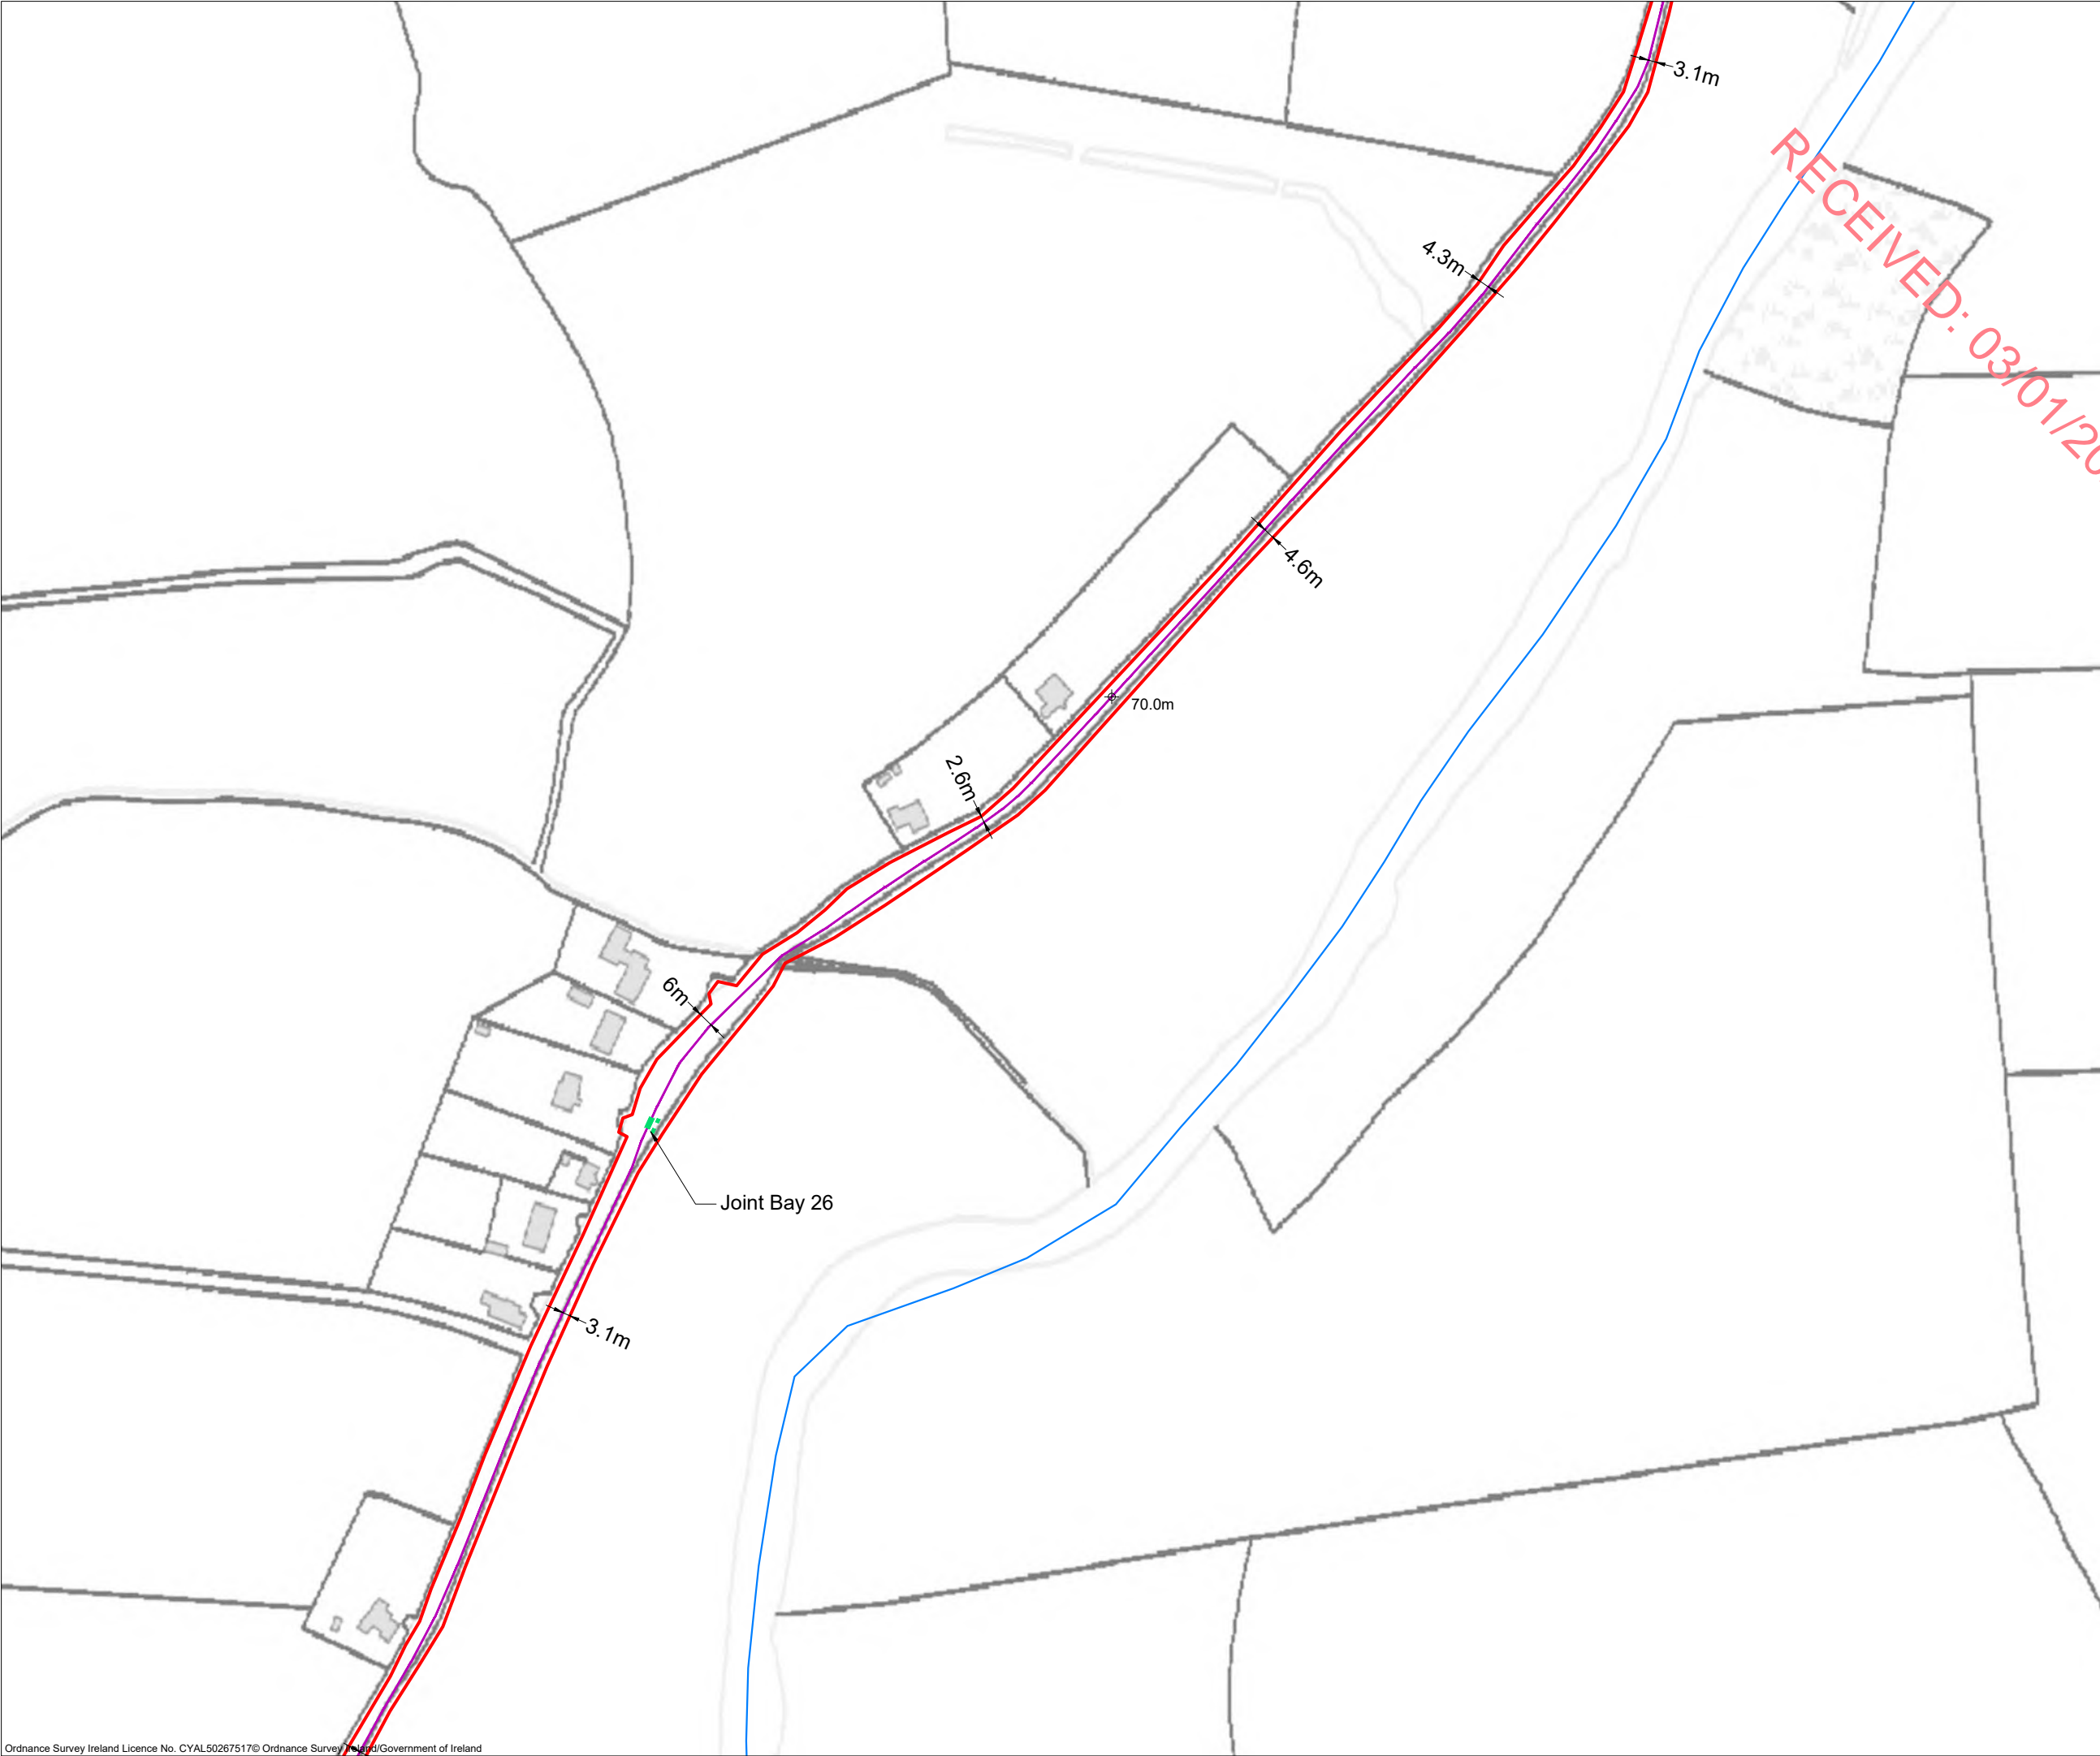 3.1m
RECEIVED: 03/01/20
4.3m
4.6m
70.0m
2.6m
6m
Joint Bay 26
3.1m
Ordnance Survey Ireland Licence No. CYAL50267517© Ordnance Survey Ireland/Government of Ireland